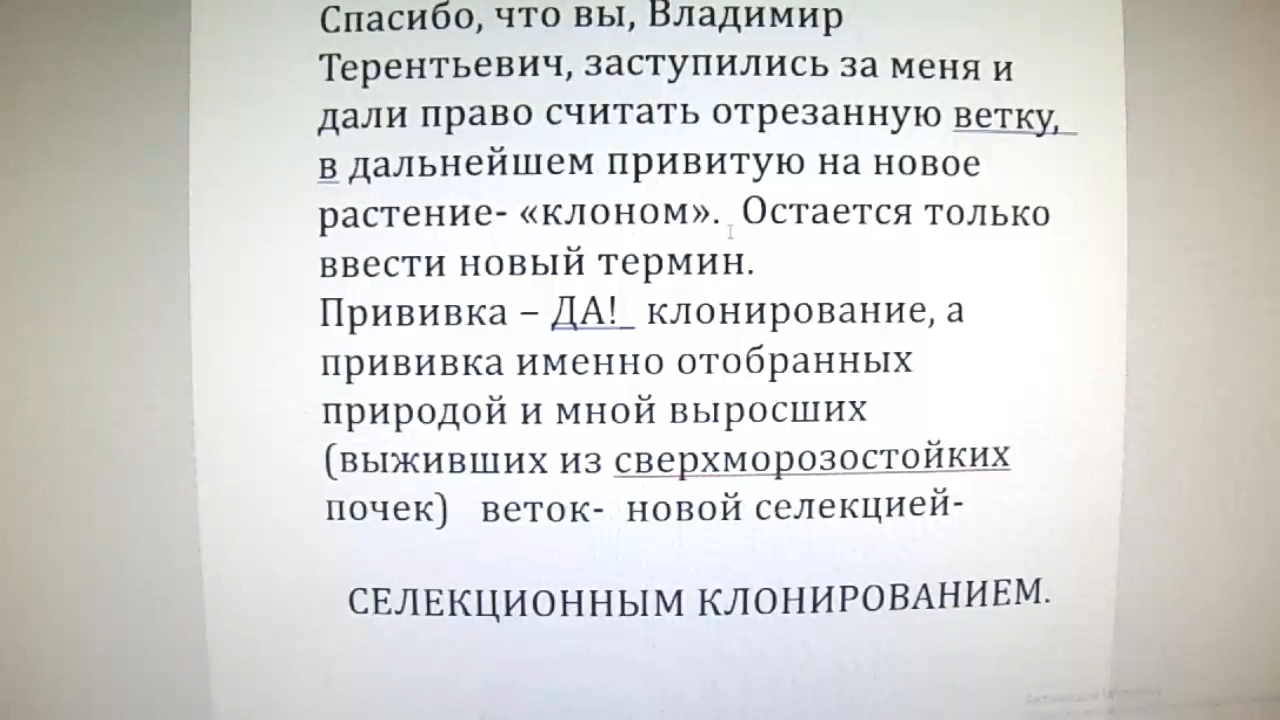 Спасибо, что вы, Владимир
Терентьевич, заступились за меня и
дали право считать отрезанную ветку,
в дальнейшем привитую на новое
растение- «клоном». Остается только
ввести новый термин.
Прививка – ДА! клонирование, а
прививка именно отобранных
природой и мной выросших
(выживших из сверхморозостойких
почек) веток- новой селекцией-
СЕЛЕКЦИОННЫМ КЛОНИРОВАНИЕМ.